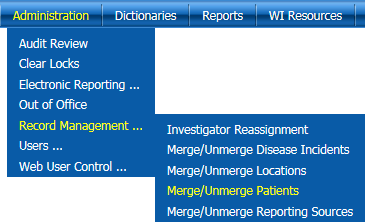 Administration Dictionaries Reports WI Resources
Audit Review
Clear Locks
Electronic Reporting ...
Out of Office
Record Management ...
Users ...
Web User Control ...
Investigator Reassignment
Merge/Unmerge Disease Incidents
Merge/Unmerge Locations
Merge/Unmerge Patients
Merge/Unmerge Reporting Sources